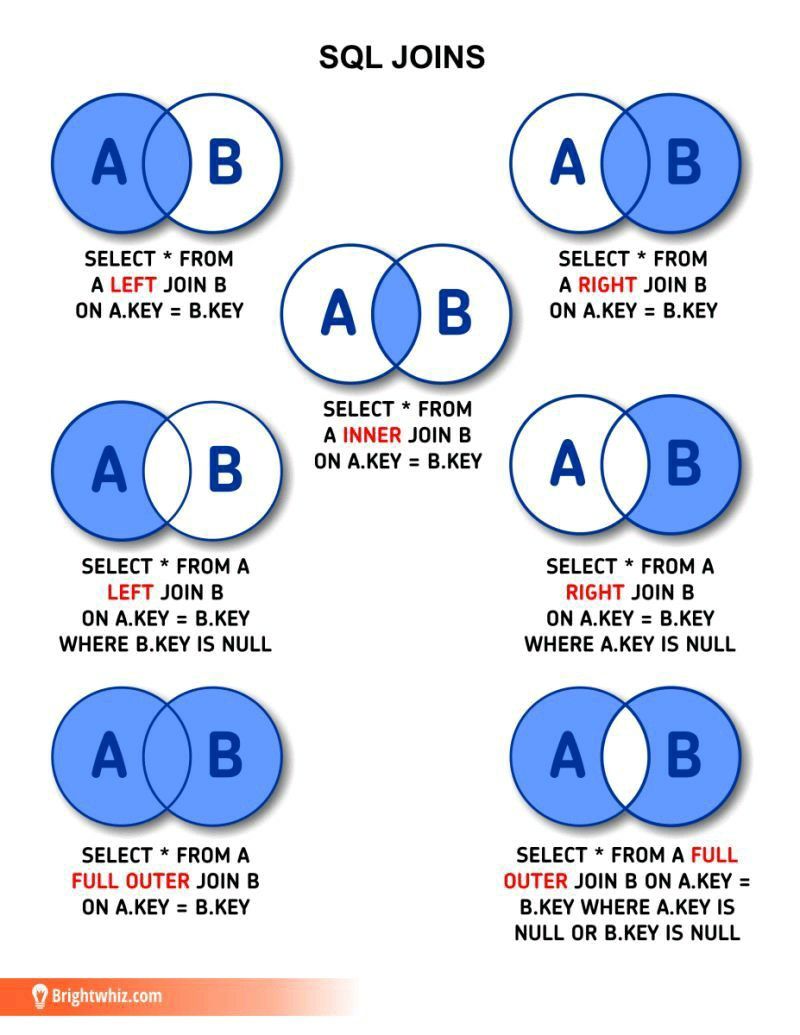 SQL JOINS
A B
SELECT * FROM
A LEFT JOIN B
ON A.KEY = B.KEY
A B
SELECT * FROM
A RIGHT JOIN B
ON A.KEY = B.KEY
A B
SELECT * FROM
A INNER JOIN B
ON A.KEY = B.KEY
A B
SELECT * FROM A
LEFT JOIN B
ON A.KEY = B.KEY
WHERE B.KEY IS NULL
A B
SELECT * FROM A
RIGHT JOIN B
ON A.KEY = B.KEY
WHERE A.KEY IS NULL
A B
SELECT * FROM A
FULL OUTER JOIN B
ON A.KEY = B.KEY
A B
SELECT * FROM A FULL
OUTER JOIN B ON A.KEY =
B.KEY WHERE A.KEY IS
NULL OR B.KEY IS NULL
Brightwhiz.com